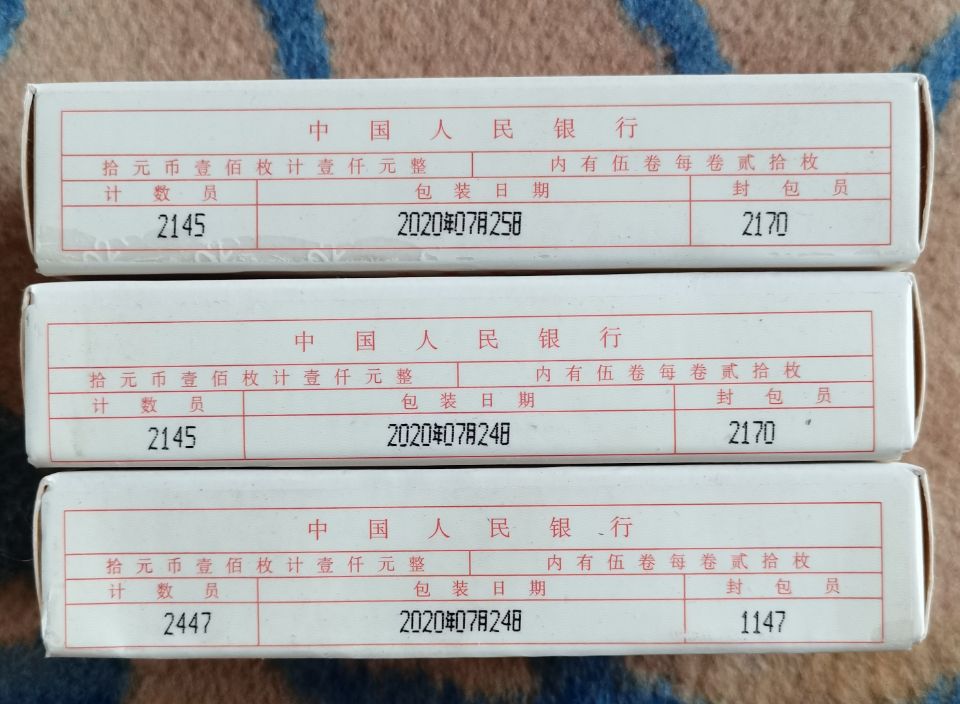 中国人民银行
拾元币壹佰枚计壹仟元整 内有伍卷每卷贰拾枚
计数员 包装日期 封包员
2145 2020年07月25日 2170
中国人民银行
拾元币壹佰枚计壹仟元整 内有伍卷每卷贰拾枚
计数员 包装日期 封包员
2145 2020年07月24日 2170
中国人民银行
拾元币壹佰枚计壹仟元整 内有伍卷每卷贰拾枚
计数员 包装日期 封包员
2447 2020年07月24日 1147